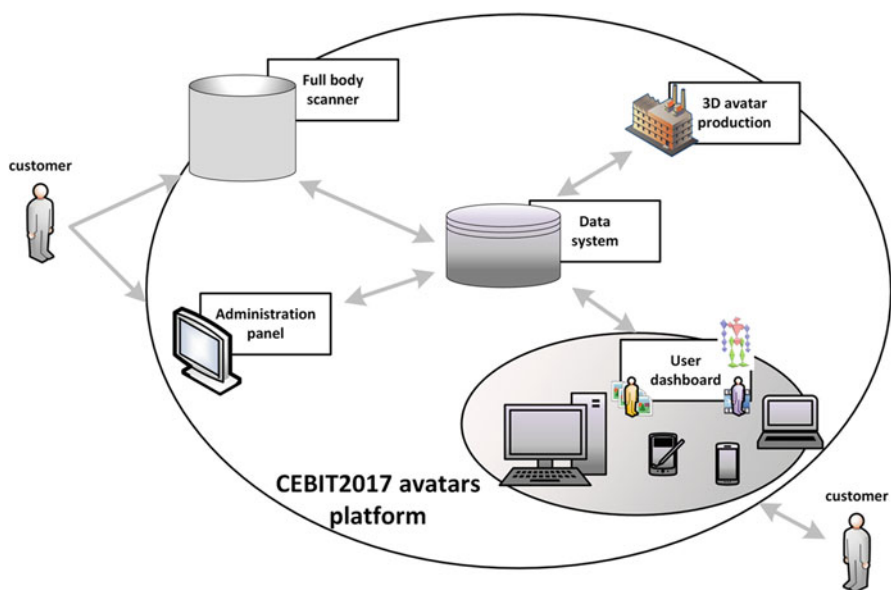 Full body
scanner
3D avatar
production
customer
Data
system
Administration
panel
User
dashboard
CEBIT2017 avatars
platform
customer